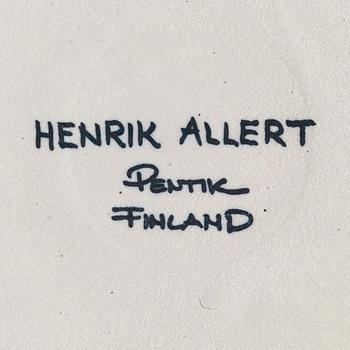 HENRIK ALLERT
PENTIK
FINLAND